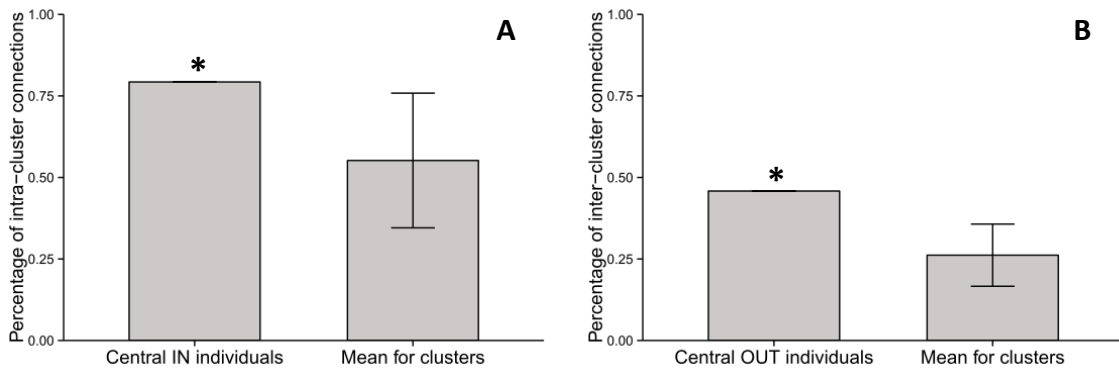 A
Percentage of intra-cluster connections
1.00
0.75
0.50
0.25
0.00
*
Central IN individuals
Mean for clusters
B
Percentage of inter-cluster connections
1.00
0.75
0.50
0.25
0.00
*
Central OUT individuals
Mean for clusters